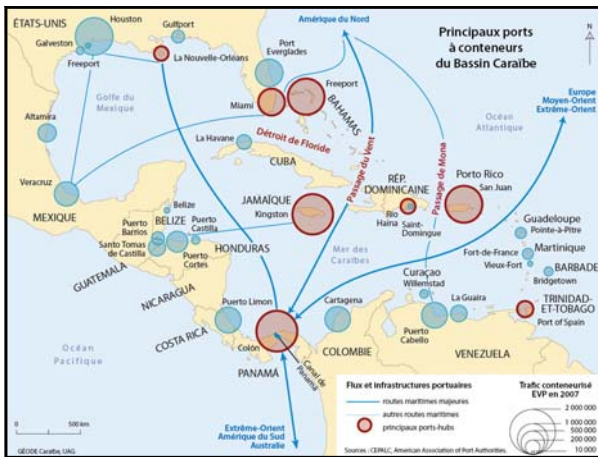 Principaux ports
à conteneurs
du Bassin Caraïbe
N
ÉTATS-UNIS
Houston
Gulfport
Galveston
Freeport
La Nouvelle-Orléans
Port
Everglades
Amérique du Nord
Miami
Freeport
BAHAMAS
Golfe du
Mexique
Altamira
Veracruz
MEXIQUE
La Havane
Détroit de Floride
CUBA
Passage du Vent
Passage de Mona
Océan
Atlantique
Europe
Moyen-Orient
Extrême-Orient
RÉP.
DOMINICAINE
Rio
Haina
Saint-
Domingue
Porto Rico
San Juan
JAMAÏQUE
Kingston
Belize
BELIZE
Puerto
Barrios
Puerto
Castilla
Santo Tomas
de Castilla
Puerto
Cortes
HONDURAS
GUATEMALA
NICARAGUA
Mer des
Caraïbes
Guadeloupe
Pointe-à-Pitre
Martinique
Fort-de-France
Vieux-Fort
BARBADE
Bridgetown
Curaçao
Willemstad
La Guaira
Puerto
Cabello
TRINIDAD-
ET-TOBAGO
Port of Spain
Puerto Limon
COSTA RICA
Cartagena
Colón
PANAMÁ
Canal de
Panamá
COLOMBIE
VENEZUELA
Océan
Pacifique
Extrême-Orient
Amérique du Sud
Australie
0
500 km
GÉODE Caraïbe, UAG
Flux et infrastructures portuaires
routes maritimes majeures
autres routes maritimes
principaux ports-hubs
Sources : CEPALC, American Association of Port Authorities.
Trafic conteneurisé
EVP en 2007
2 000 000
1 000 000
500 000
200 000
10 000